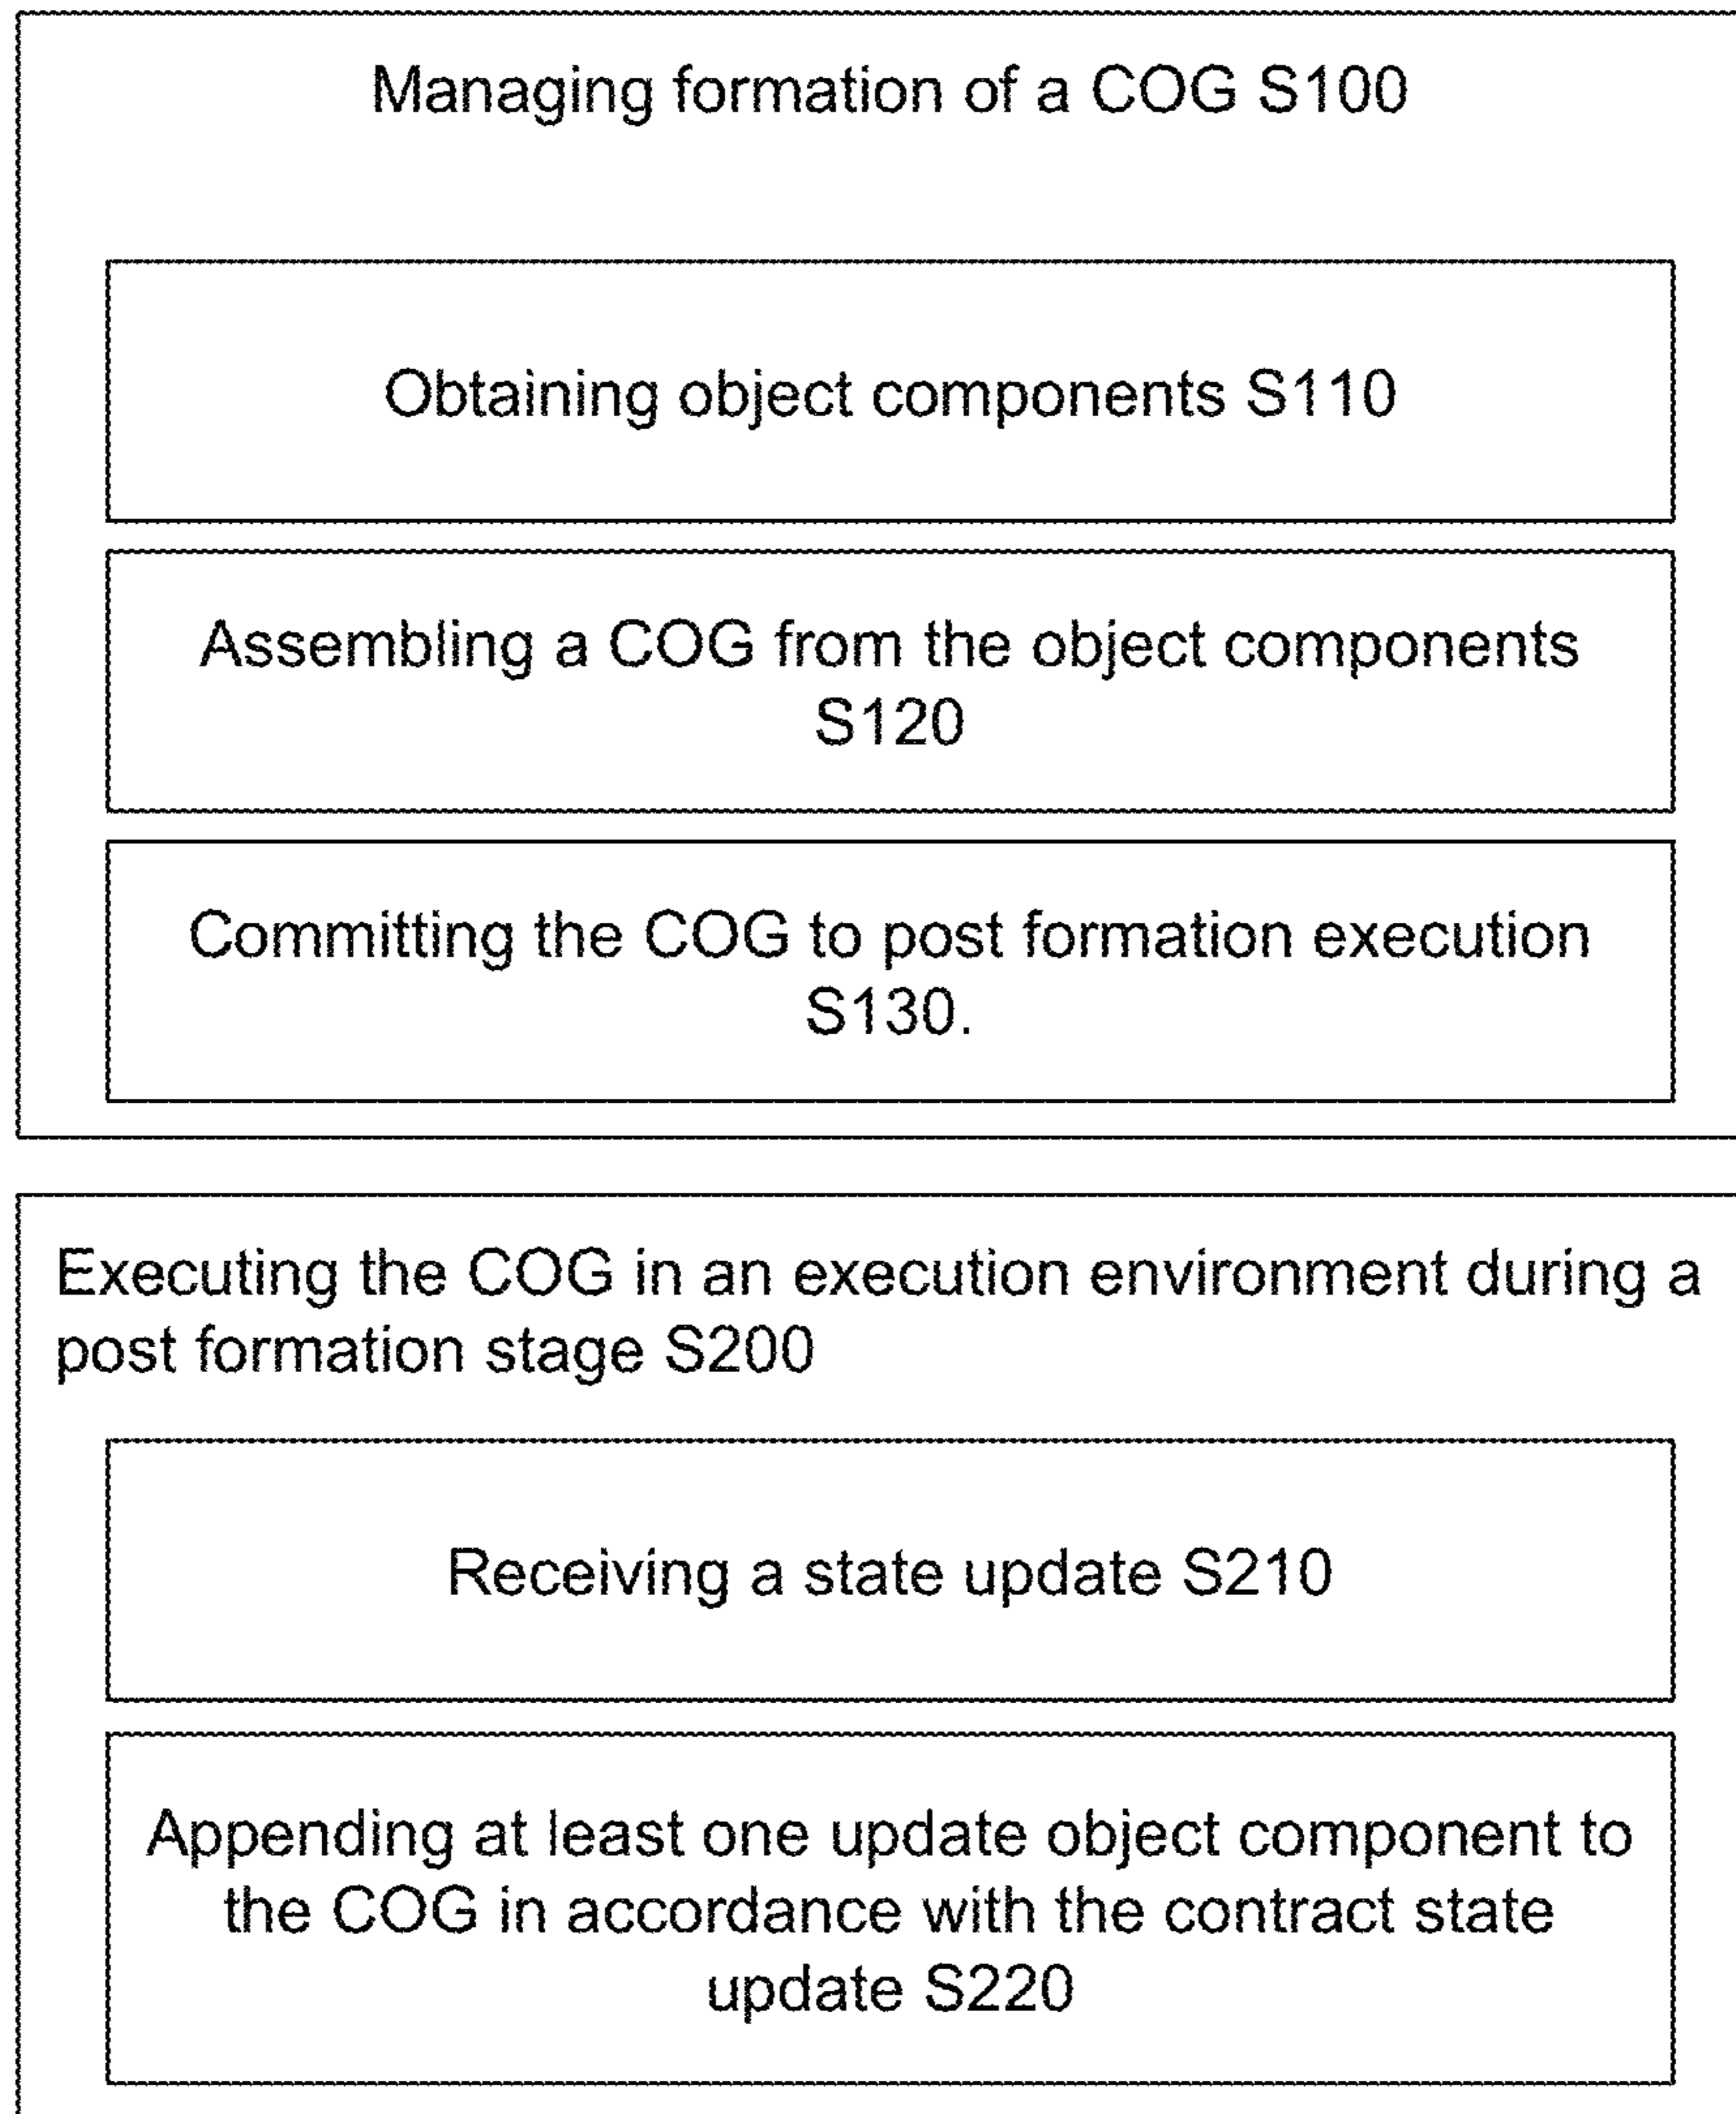 Managing formation of a COG S100
Obtaining object components S110
Assembling a COG from the object components
S120
Committing the COG to post formation execution
S130.
Executing the COG in an execution environment during a
post formation stage S200
Receiving a state update S210
Appending at least one update object component to
the COG in accordance with the contract state
update S220